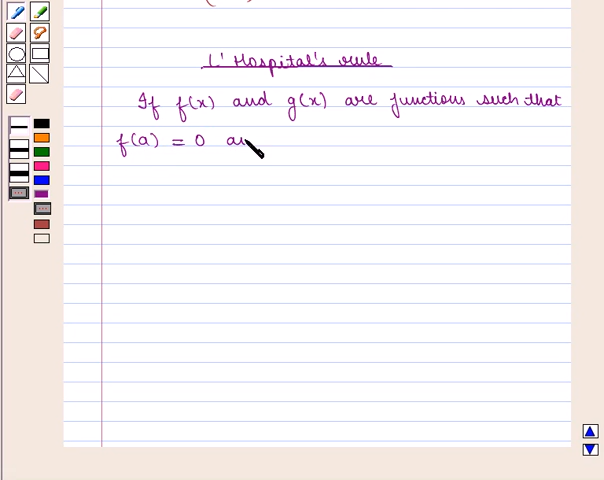 L'Hospital's rule
If f(x) and g(x) are functions such that
f(a) = 0